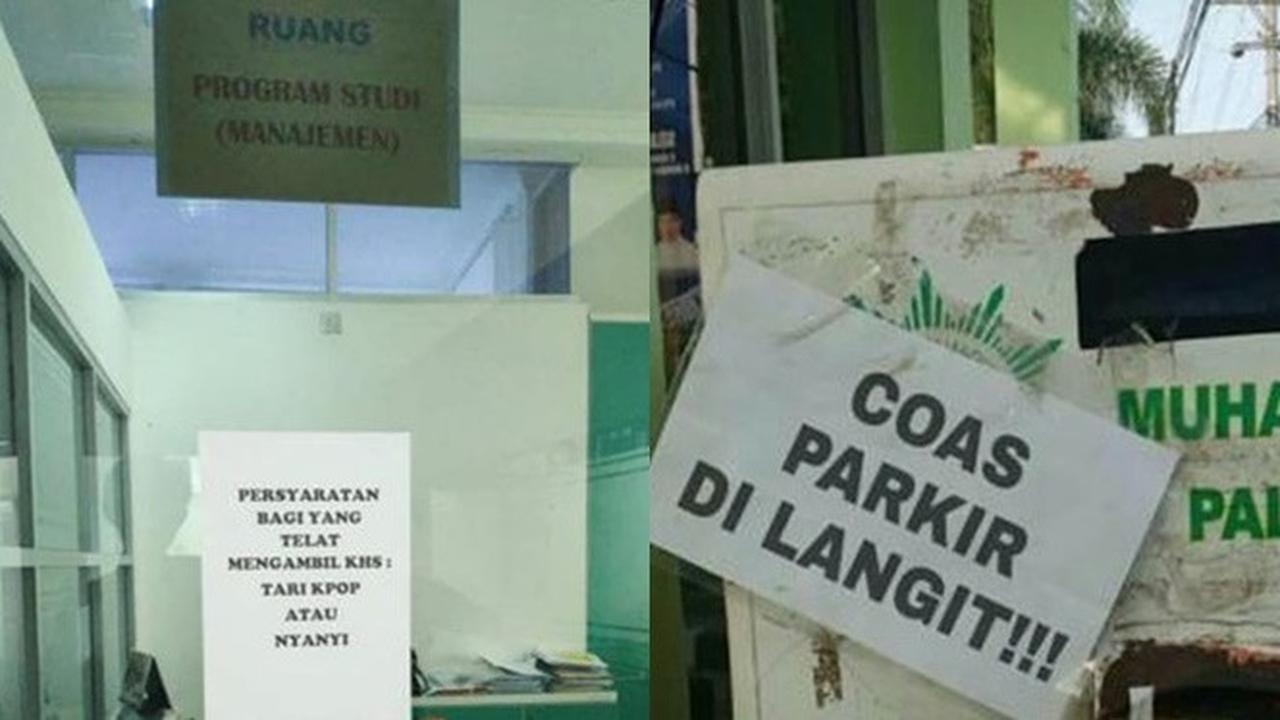 RUANG
PROGRAM STUDI
(MANAJEMEN)
PERSYARATAN
BAGI YANG
TELAT
MENGAMBIL KHS :
TARI KPOP
ATAU
NYANYI
COAS
PARKIR
DI LANGIT!!!
MUHA
PAL